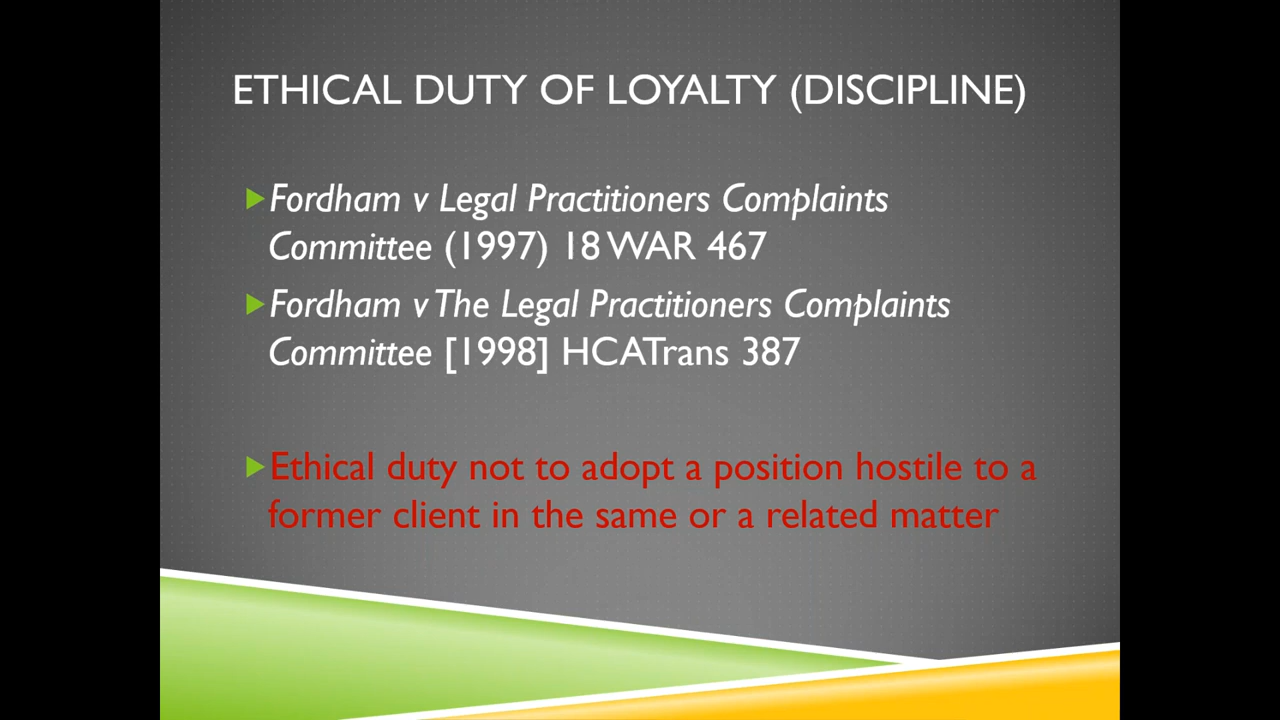 ETHICAL DUTY OF LOYALTY (DISCIPLINE)
Fordham v Legal Practitioners Complaints
Committee (1997) 18 WAR 467
Fordham v The Legal Practitioners Complaints
Committee [1998] HCATrans 387
Ethical duty not to adopt a position hostile to a
former client in the same or a related matter